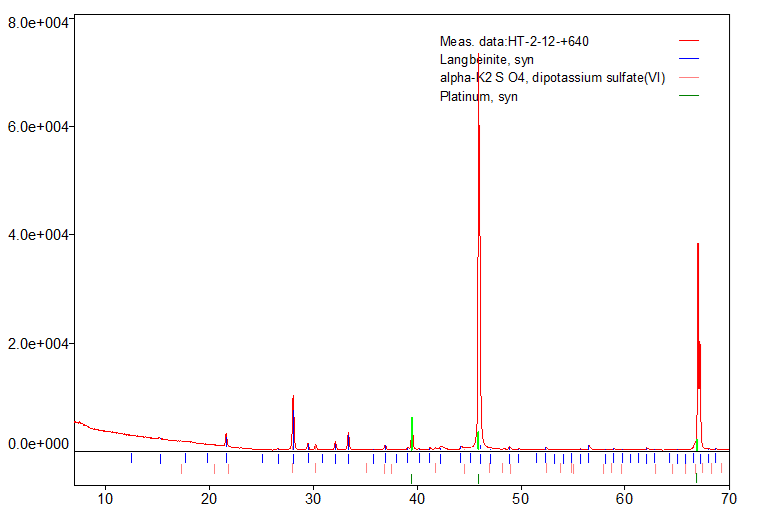 8.0e+004
6.0e+004
4.0e+004
2.0e+004
0.0e+000
Meas. data:HT-2-12-+640
Langbeinite, syn
alpha-K2 S O4, dipotassium sulfate(VI)
Platinum, syn
10 20 30 40 50 60 70